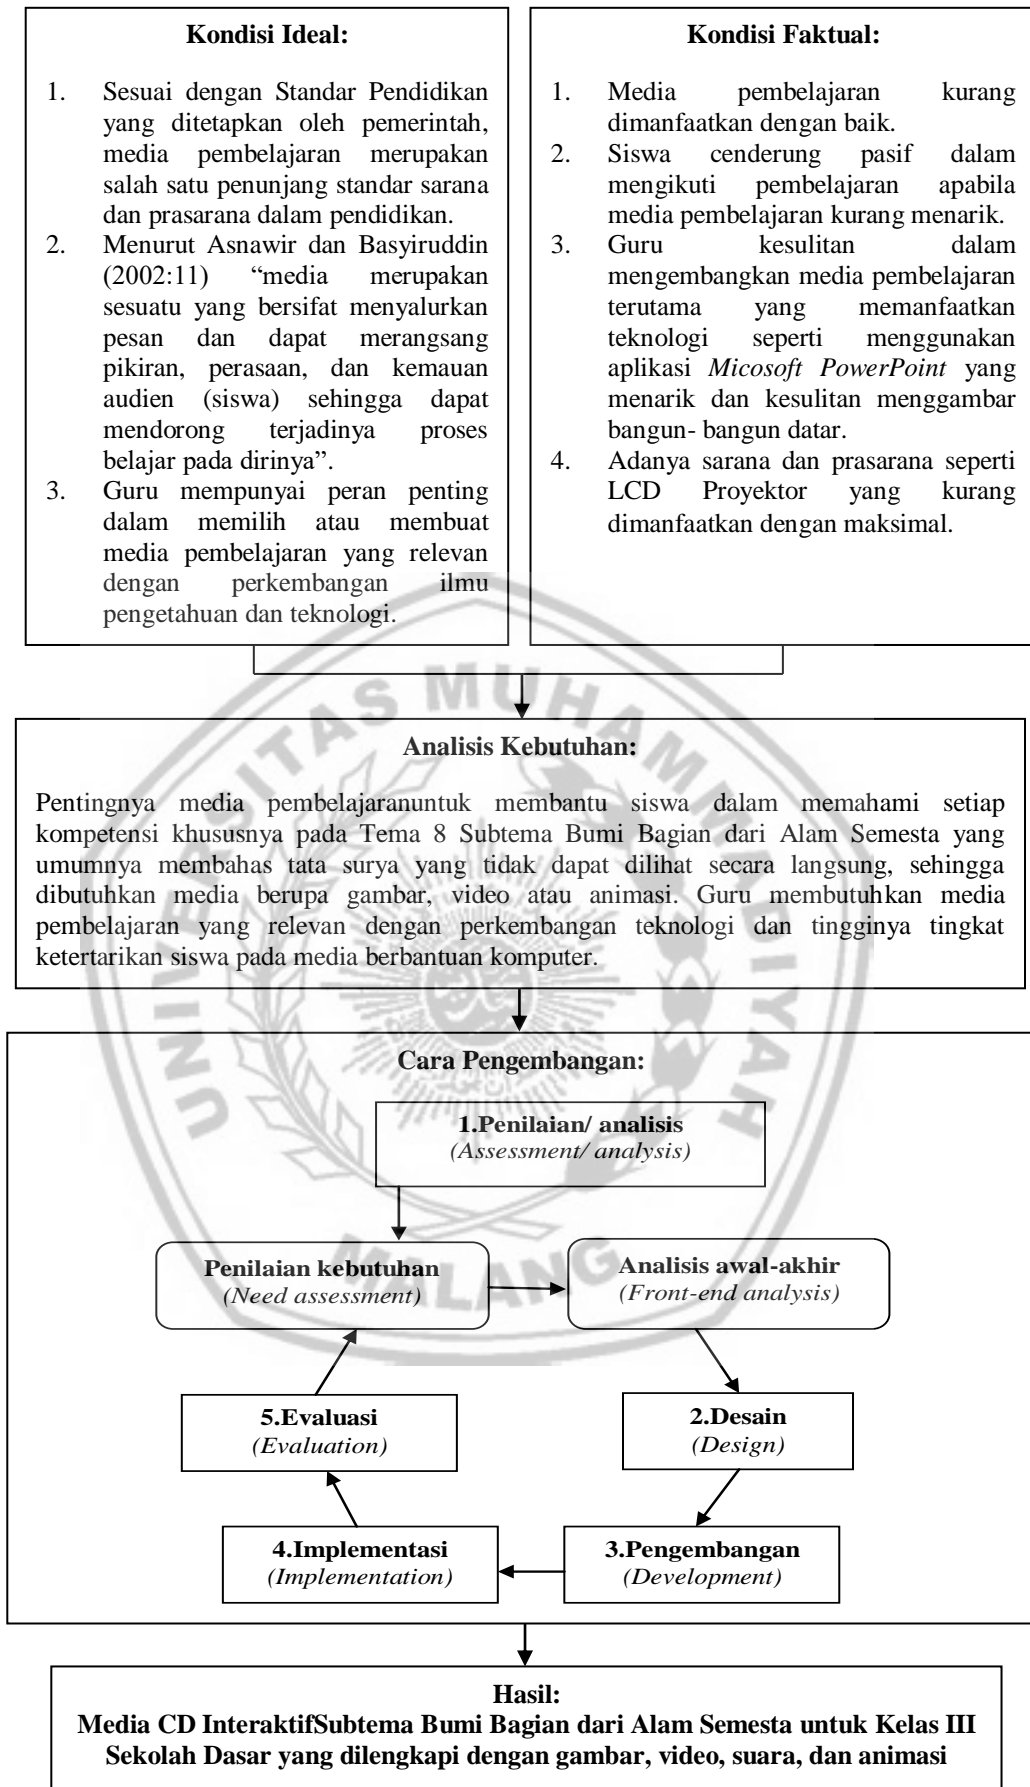 Kondisi Ideal:
1. Sesuai dengan Standar Pendidikan
yang ditetapkan oleh pemerintah,
media pembelajaran merupakan
salah satu penunjang standar sarana
dan prasarana dalam pendidikan.
2. Menurut Asnawir dan Basyiruddin
(2002:11) “media merupakan
sesuatu yang bersifat menyalurkan
pesan dan dapat merangsang
pikiran, perasaan, dan kemauan
audien (siswa) sehingga dapat
mendorong terjadinya proses
belajar pada dirinya”.
3. Guru mempunyai peran penting
dalam memilih atau membuat
media pembelajaran yang relevan
dengan perkembangan ilmu
pengetahuan dan teknologi.
Kondisi Faktual:
1. Media pembelajaran kurang
dimanfaatkan dengan baik.
2. Siswa cenderung pasif dalam
mengikuti pembelajaran apabila
media pembelajaran kurang menarik.
3. Guru kesulitan dalam
mengembangkan media pembelajaran
terutama yang memanfaatkan
teknologi seperti menggunakan
aplikasi Micosoft PowerPoint yang
menarik dan kesulitan menggambar
bangun- bangun datar.
4. Adanya sarana dan prasarana seperti
LCD Proyektor yang kurang
dimanfaatkan dengan maksimal.
Analisis Kebutuhan:
Pentingnya media pembelajaranuntuk membantu siswa dalam memahami setiap
kompetensi khususnya pada Tema 8 Subtema Bumi Bagian dari Alam Semesta yang
umumnya membahas tata surya yang tidak dapat dilihat secara langsung, sehingga
dibutuhkan media berupa gambar, video atau animasi. Guru membutuhkan media
pembelajaran yang relevan dengan perkembangan teknologi dan tingginya tingkat
ketertarikan siswa pada media berbantuan komputer.
Cara Pengembangan:
1.Penilaian/ analisis
(Assessment/ analysis)
Penilaian kebutuhan
(Need assessment)
Analisis awal-akhir
(Front-end analysis)
5.Evaluasi
(Evaluation)
2.Desain
(Design)
4.Implementasi
(Implementation)
3.Pengembangan
(Development)
Hasil:
Media CD InteraktifSubtema Bumi Bagian dari Alam Semesta untuk Kelas III
Sekolah Dasar yang dilengkapi dengan gambar, video, suara, dan animasi
UNIVERSITAS MUHAMMADIYAH
MALANG